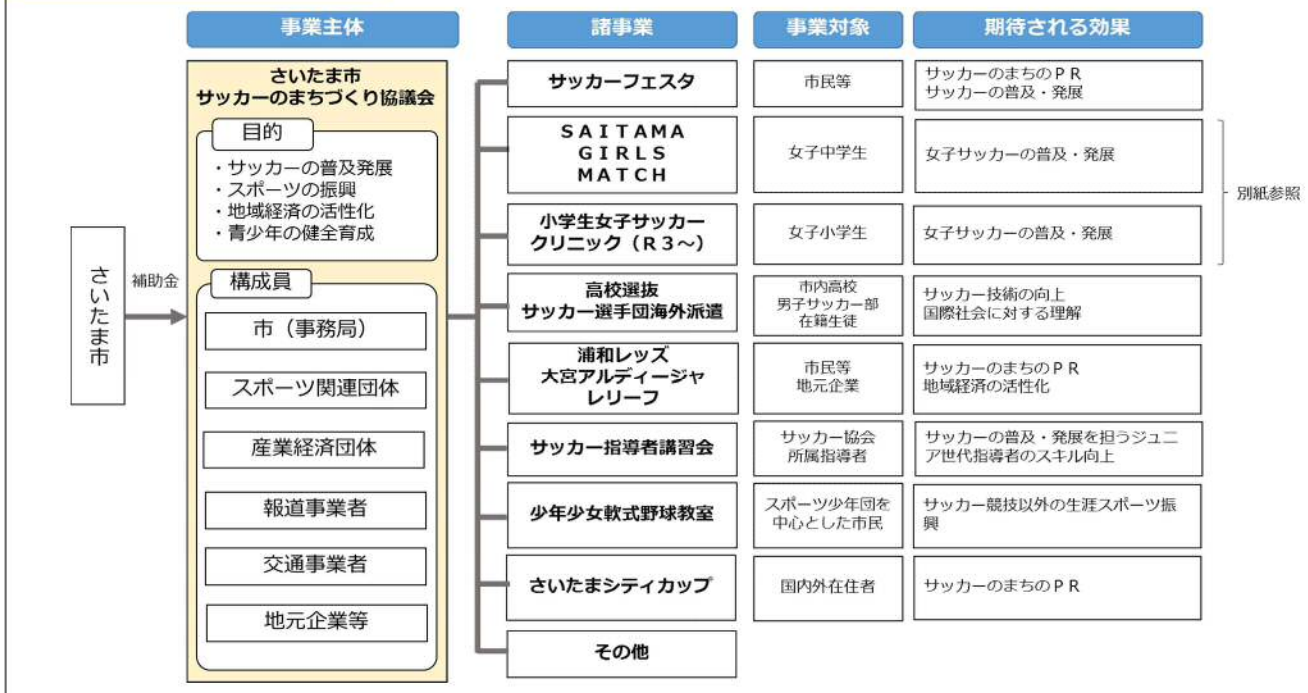 事業主体
諸事業
事業対象
期待される効果
さいたま市
補助金
さいたま市
サッカーのまちづくり協議会
目的
・サッカーの普及発展
・スポーツの振興
・地域経済の活性化
・青少年の健全育成
構成員
市（事務局）
スポーツ関連団体
産業経済団体
報道事業者
交通事業者
地元企業等
サッカーフェスタ
市民等
サッカーのまちのＰＲ
サッカーの普及・発展
ＳＡＩＴＡＭＡ
ＧＩＲＬＳ
ＭＡＴＣＨ
女子中学生
女子サッカーの普及・発展
小学生女子サッカー
クリニック（Ｒ３～）
女子小学生
女子サッカーの普及・発展
別紙参照
高校選抜
サッカー選手団海外派遣
市内高校
男子サッカー部
在籍生徒
サッカー技術の向上
国際社会に対する理解
浦和レッズ
大宮アルディージャ
レリーフ
市民等
地元企業
サッカーのまちのＰＲ
地域経済の活性化
サッカー指導者講習会
サッカー協会
所属指導者
サッカーの普及・発展を担うジュニ
ア世代指導者のスキル向上
少年少女軟式野球教室
スポーツ少年団を
中心とした市民
サッカー競技以外の生涯スポーツ振
興
さいたまシティカップ
国内外在住者
サッカーのまちのＰＲ
その他